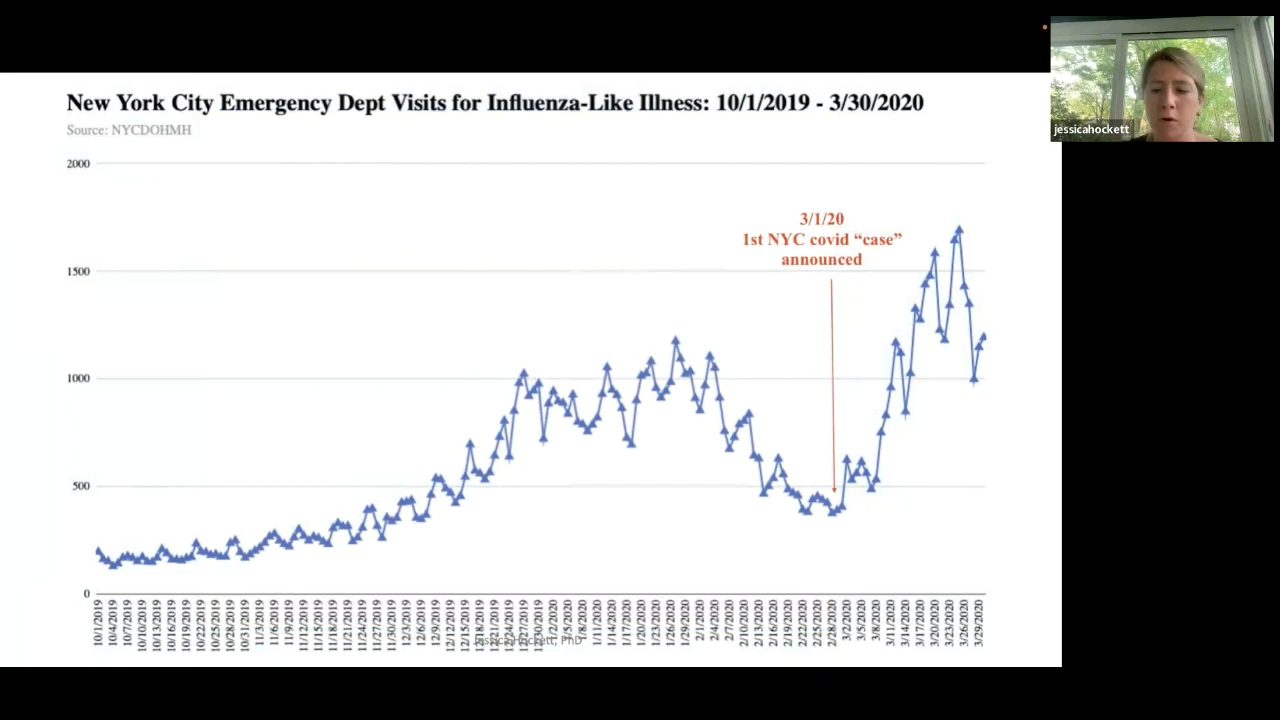 New York City Emergency Dept Visits for Influenza-Like Illness: 10/1/2019 - 3/30/2020
Source: NYCDOHMH
jessicahockett
2000
3/1/20
1st NYC covid “case”
announced
1500
1000
500
0
10/1/2019 10/4/2019 10/7/2019 10/10/2019 10/13/2019 10/16/2019 10/19/2019 10/22/2019 10/25/2019 10/28/2019 10/31/2019 11/3/2019 11/6/2019 11/9/2019 11/12/2019 11/15/2019 11/18/2019 11/21/2019 11/24/2019 11/27/2019 11/30/2019 12/3/2019 12/6/2019 12/9/2019 12/12/2019 12/15/2019 12/18/2019 12/21/2019 12/24/2019 12/27/2019 12/30/2019 1/2/2020 1/5/2020 1/8/2020 1/11/2020 1/14/2020 1/17/2020 1/20/2020 1/23/2020 1/26/2020 1/29/2020 2/1/2020 2/4/2020 2/7/2020 2/10/2020 2/13/2020 2/16/2020 2/19/2020 2/22/2020 2/25/2020 2/28/2020 3/2/2020 3/5/2020 3/8/2020 3/11/2020 3/14/2020 3/17/2020 3/20/2020 3/23/2020 3/26/2020 3/29/2020
Jessica Hockett, PhD